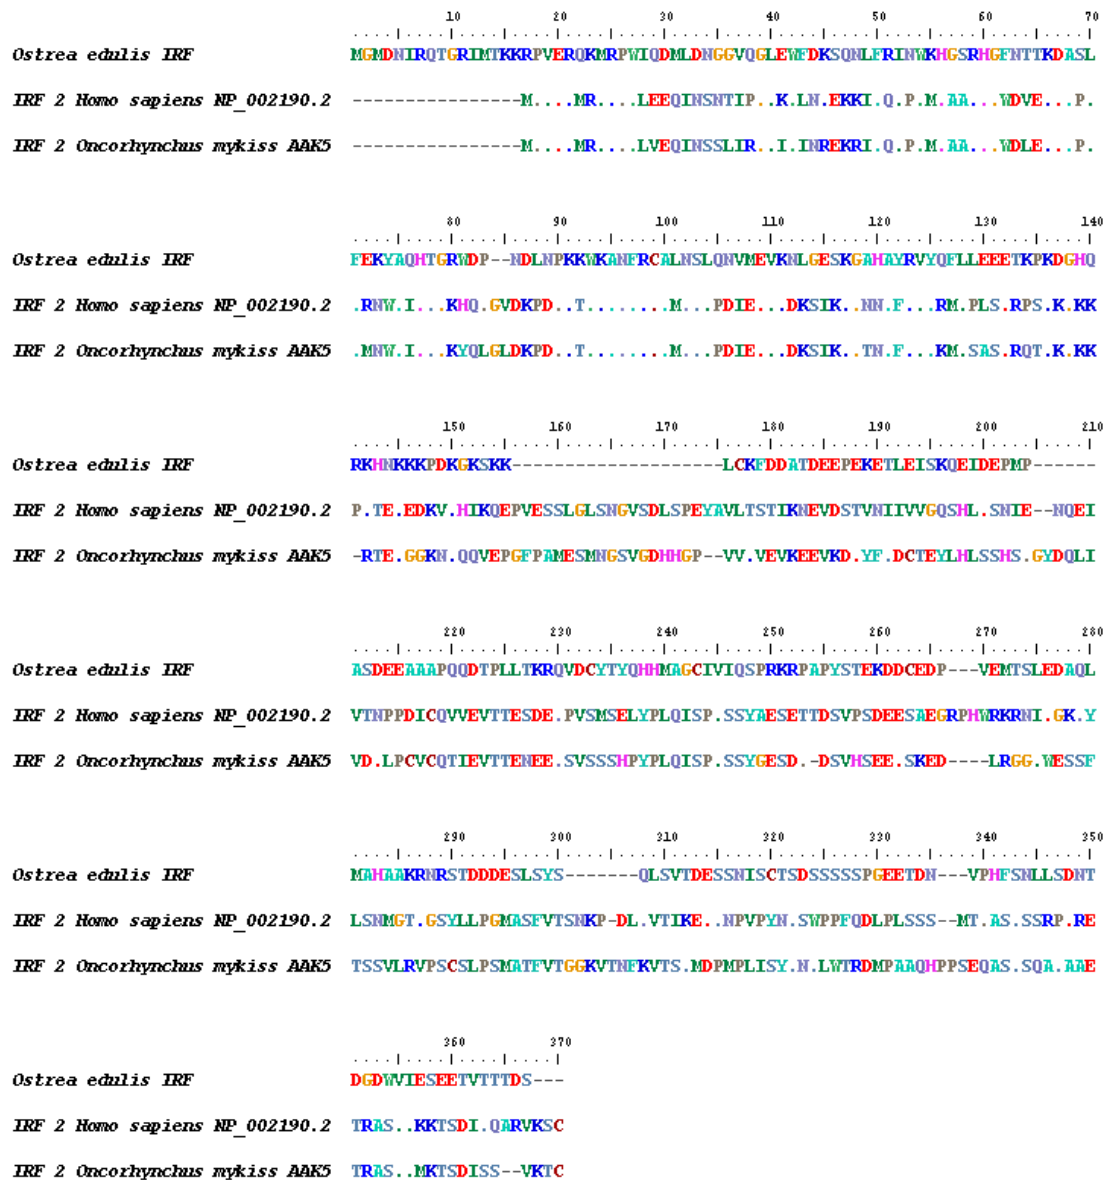 10 20 30 40 50 60 70
Ostrea edulis IRF MGMDNIRQTGRIMTKKRPVERQKMRPWIQDMLDNGGVQGLEWFDKSQNLFRINWKHGSRHGFNTTKDASL
IRF 2 Homo sapiens NP_002190.2 ----------------M....MR....LEEQINSNTIP..K.LN.EKKI.Q.P.M.AA...WDVE...P.
IRF 2 Oncorhynchus mykiss AAK5 ----------------M....MR....LVEQINSSLIR..I.INREKRI.Q.P.M.AA...WDLE...P.
80 90 100 110 120 130 140
Ostrea edulis IRF FEKYAQHTGRWDP--NDLNPKKWKANFRCALNSLQNVMEVKNLGESKGAHAYRVYQFLLEEETKPKDGHQ
IRF 2 Homo sapiens NP_002190.2 .RNW.I...KHQ.GVDKPD..T........M...PDIE...DKSIK..NN.F...RM.PLS.RPS.K.KK
IRF 2 Oncorhynchus mykiss AAK5 .MNW.I...KYQLGLDKPD..T........M...PDIE...DKSIK..TN.F...KM.SAS.RQT.K.KK
150 160 170 180 190 200 210
Ostrea edulis IRF RKHNKKKPDKGKSKK--------------------LCKFDDATDEEPEKETLEISKQEIDEPMP------
IRF 2 Homo sapiens NP_002190.2 P.TE.EDKV.HIKQEPVESSLGLSNGVSDLSPEYAVLTSTIKNEVDSTVNIIVVGQSHL.SNIE--NQEI
IRF 2 Oncorhynchus mykiss AAK5 -RTE.GGKN.QQVEPGFPAMESMNGSVGDHHGP--VV.VEVKEEVKD.YF.DCTEYLHLSSHS.GYDQLI
220 230 240 250 260 270 280
Ostrea edulis IRF ASDEEAAAPQQDTPLLTKRQVDCYTYQHHMAGCIVIQSPRKRPAPYSTEKDDCEDP---VEMTSLEDAQL
IRF 2 Homo sapiens NP_002190.2 VTNPPDICQVVEVTTESDE.PVSMSELYPLQISP.SSYAESETTDSVPSDEESAEGRPHWRKRNI.GK.Y
IRF 2 Oncorhynchus mykiss AAK5 VD.LPCVCQTIEVTTENEE.SVSSSHPYPLQISP.SSYGESD.-DSVHSEE.SKED----LRGG.WESSF
290 300 310 320 330 340 350
Ostrea edulis IRF MAHAAKRNRSTDDDESLSYS-------QLSVTDESSNISCTSDSSSSSPGEETDN---VPHFSNLLSDNT
IRF 2 Homo sapiens NP_002190.2 LSNMGT.GSYLLPGMASFVTSNKP-DL.VTIKE..NPVPYN.SWPPFQDLPLSSS--MT.AS.SSRP.RE
IRF 2 Oncorhynchus mykiss AAK5 TSSVLRVPSCSLPSMATFVTGGKVTNFKVTS.MDPMPLISY.N.LWTRDMPAAQHPPSEQAS.SQA.AAE
360 370
Ostrea edulis IRF DGDWVIESEETVTTTDS---
IRF 2 Homo sapiens NP_002190.2 TRAS..KKTSDI.QARVKSC
IRF 2 Oncorhynchus mykiss AAK5 TRAS..MKTSDISS--VKTC